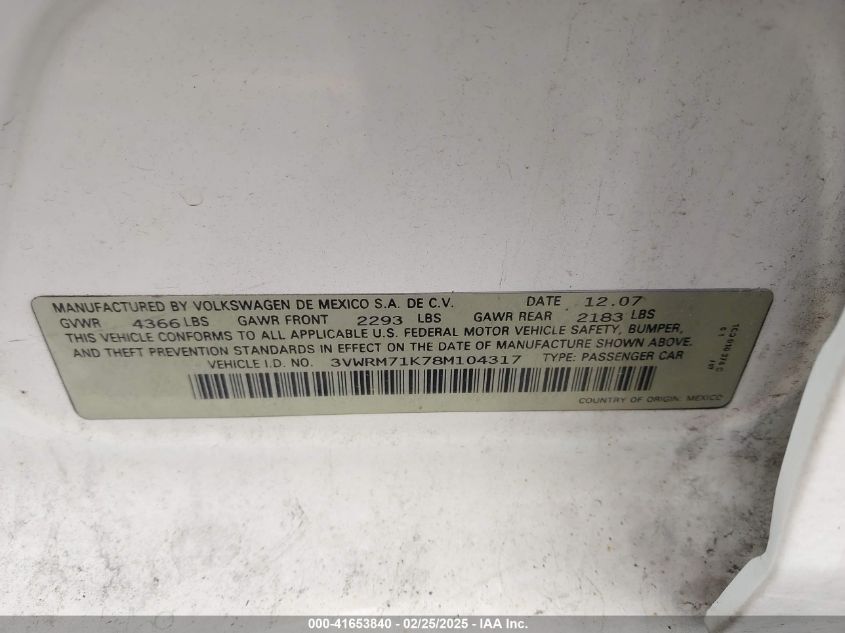 MANUFACTURED BY VOLKSWAGEN DE MEXICO S.A. DE C.V. DATE 12.07
GVWR 4366 LBS GAWR FRONT 2293 LBS GAWR REAR 2183 LBS
THIS VEHICLE CONFORMS TO ALL APPLICABLE U.S. FEDERAL MOTOR VEHICLE SAFETY, BUMPER,
AND THEFT PREVENTION STANDARDS IN EFFECT ON THE DATE OF MANUFACTURE SHOWN ABOVE.
VEHICLE I.D. NO. 3VWRM71K78M104317 TYPE: PASSENGER CAR
COUNTRY OF ORIGIN: MEXICO
000-41653840 - 02/25/2025 - IAA Inc.